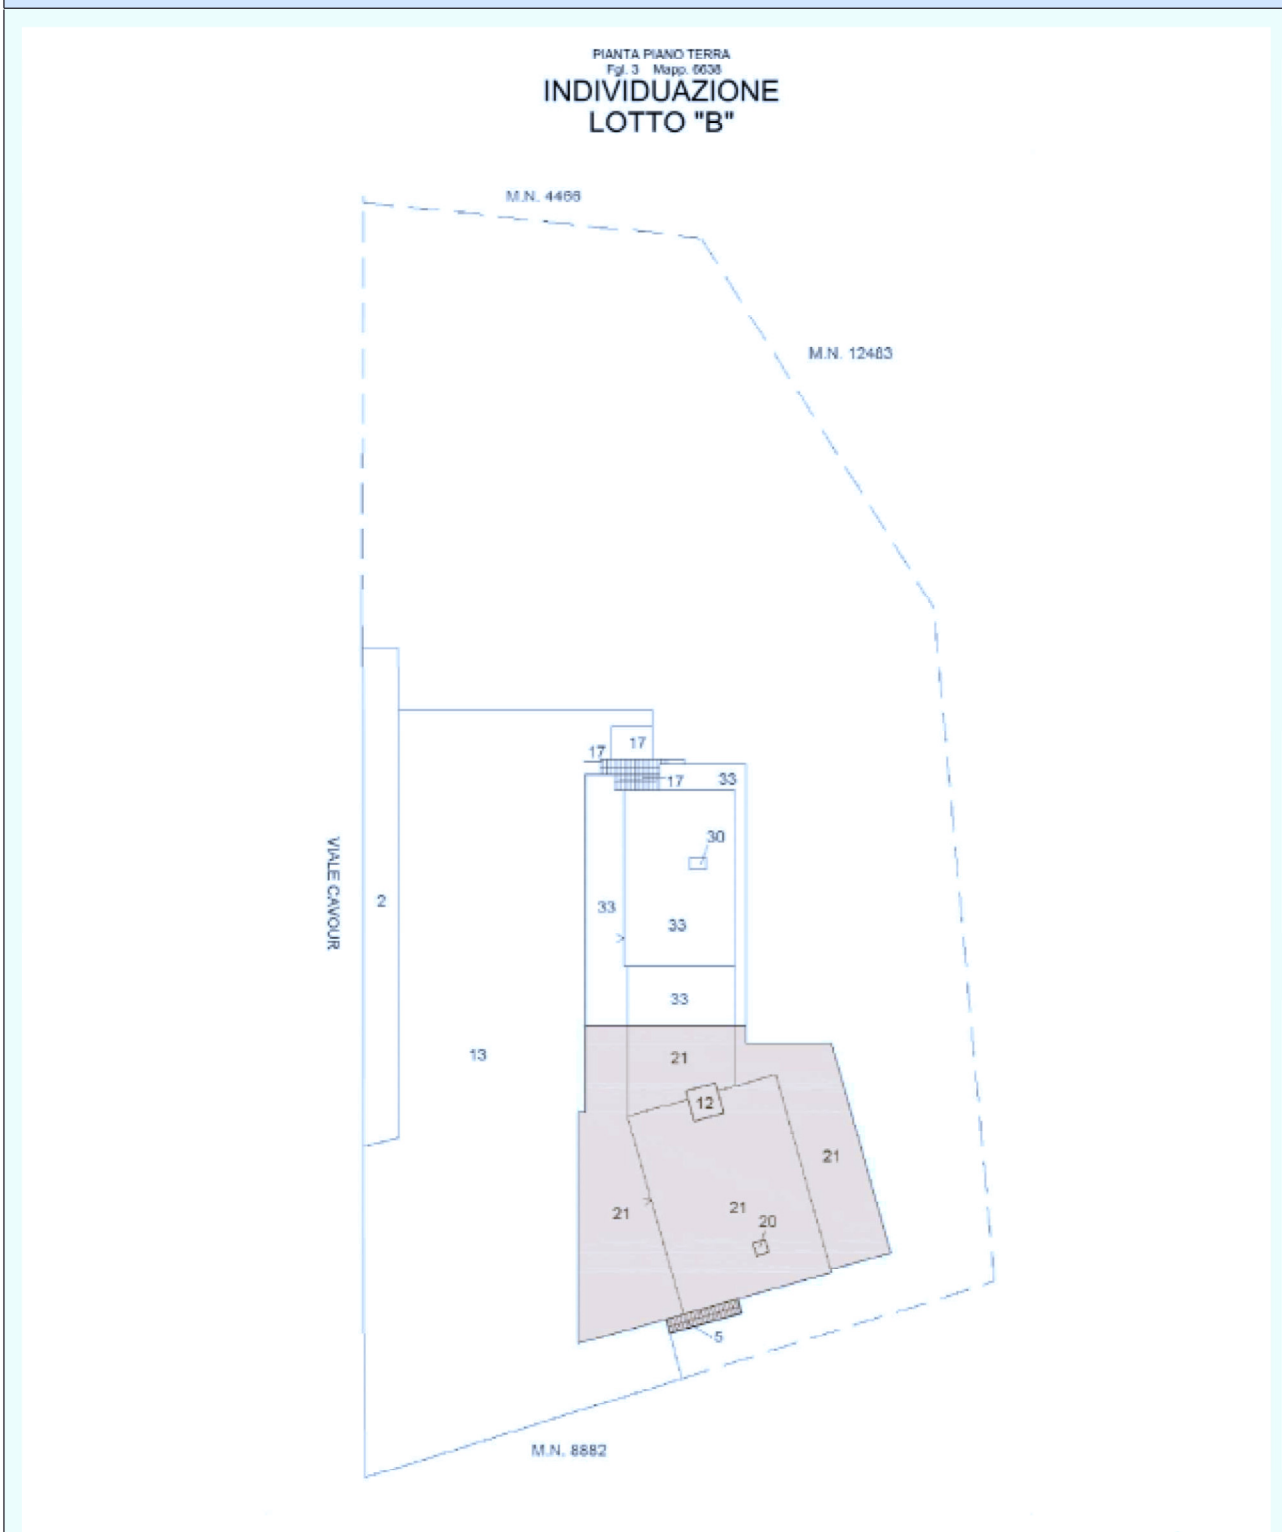 PIANTA PIANO TERRA
Fgl. 3 Mapp. 6638
INDIVIDUAZIONE
LOTTO "B"
M.N. 4466
M.N. 12483
17
17
17
33
30
VIALE CAVOUR
2
33
33
33
13
21
12
21
21
21
20
5
M.N. 8882